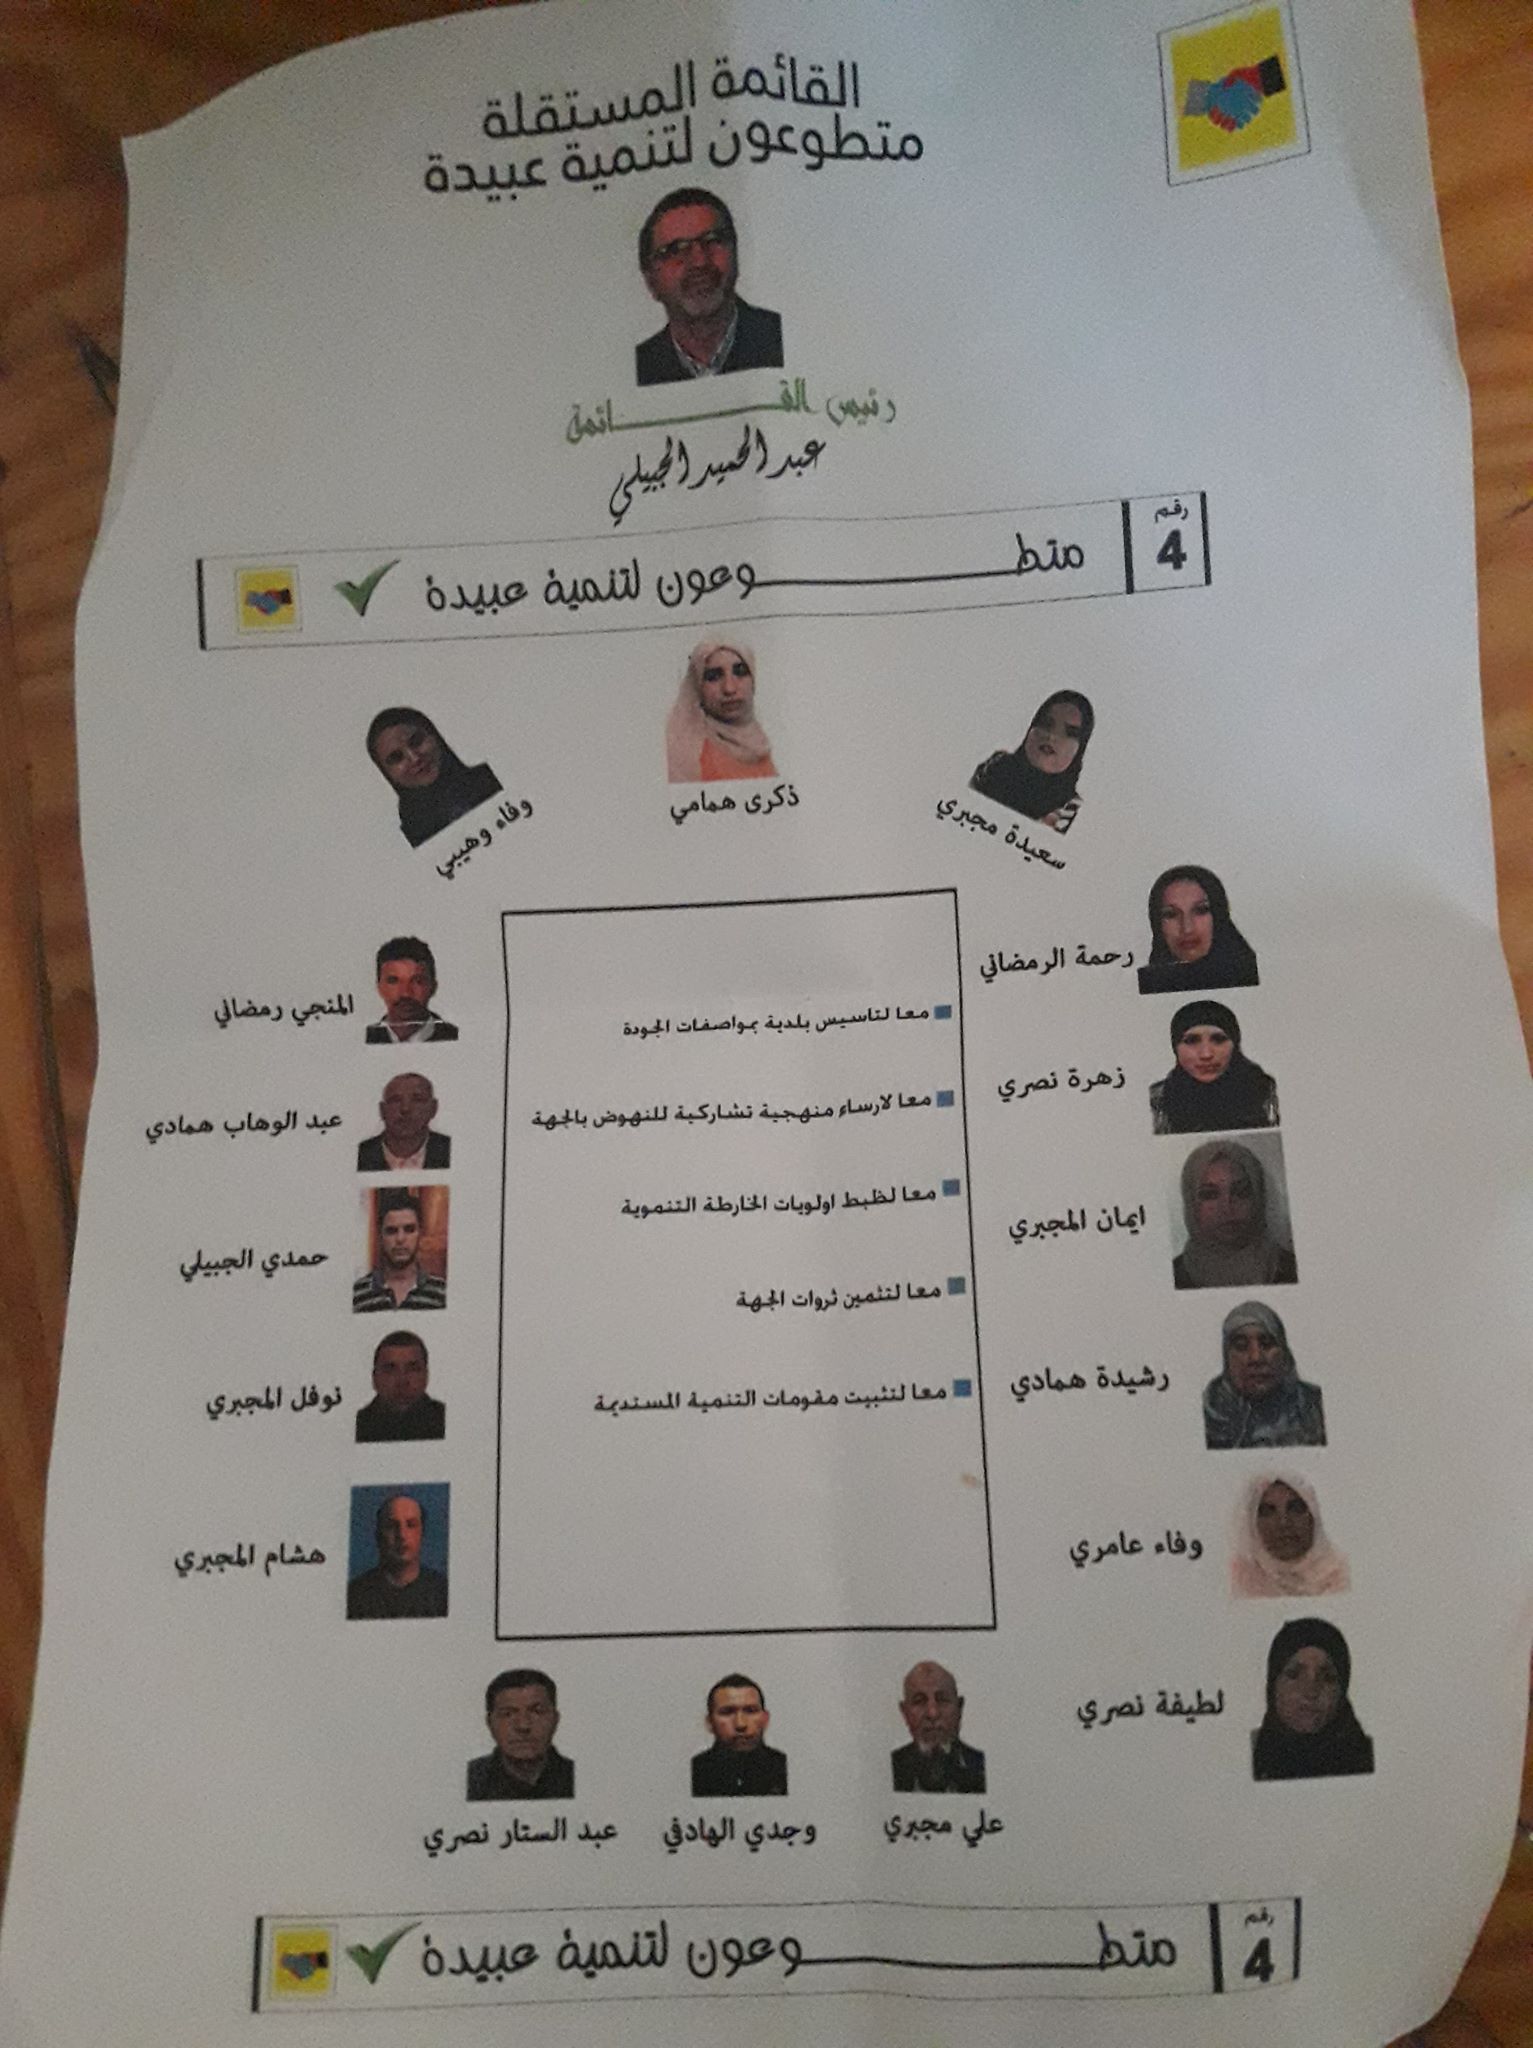 القائمة المستقلة
متطوعون لتنمية عبيدة
رئيس القـــــائمة
عبد الحميد الجبيلي
رقم
4
متطـــــوعون لتنمية عبيدة
سعيدة مجبري
ذكرى همامي
وفاء وهيبي
رحمة الرمضاني
زهرة نصري
ايمان المجبري
رشيدة همادي
وفاء عامري
لطيفة نصري
معا لتاسيس بلدية بمواصفات الجودة
معا لارساء منهجية تشاركية للنهوض بالجهة
معا لظبط اولويات الخارطة التنموية
معا لتثمين ثروات الجهة
معا لتثبيت مقومات التنمية المستديمة
المنجي رمضاني
عبد الوهاب همادي
حمدي الجبيلي
نوفل المجبري
هشام المجبري
علي مجبري
وجدي الهادفي
عبد الستار نصري
رقم
4
متطـــــوعون لتنمية عبيدة